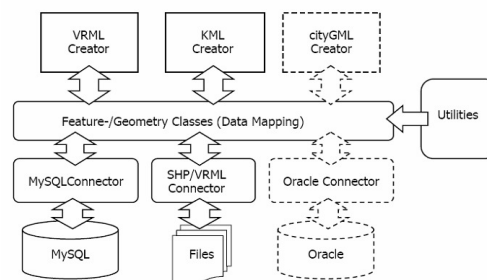 VRML
Creator
KML
Creator
cityGML
Creator
Feature-/Geometry Classes (Data Mapping)
Utilities
MySQLConnector
SHP/VRML
Connector
Oracle Connector
MySQL
Files
Oracle